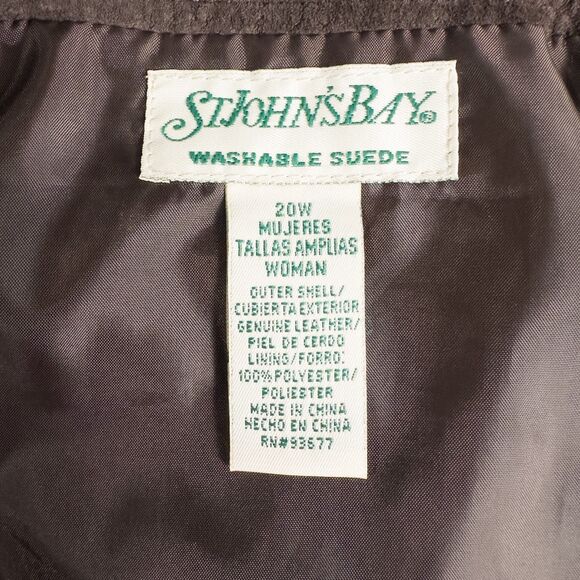 ST. JOHN'S BAY®
WASHABLE SUEDE
20W
MUJERES
TALLAS AMPLIAS
WOMAN
OUTER SHELL/
CUBIERTA EXTERIOR
GENUINE LEATHER/
PIEL DE CERDO
LINING/FORRO:
100%POLYESTER/
POLIESTER
MADE IN CHINA
HECHO EN CHINA
RN#93677